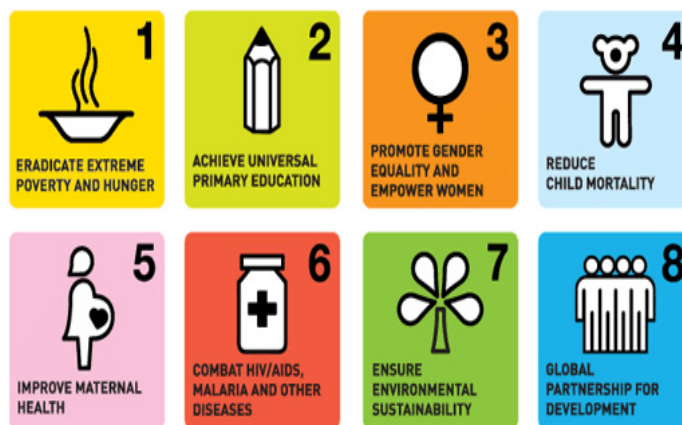 1
ERADICATE EXTREME
POVERTY AND HUNGER
2
ACHIEVE UNIVERSAL
PRIMARY EDUCATION
3
PROMOTE GENDER
EQUALITY AND
EMPOWER WOMEN
4
REDUCE
CHILD MORTALITY
5
IMPROVE MATERNAL
HEALTH
6
COMBAT HIV/AIDS,
MALARIA AND OTHER
DISEASES
7
ENSURE
ENVIRONMENTAL
SUSTAINABILITY
8
GLOBAL
PARTNERSHIP FOR
DEVELOPMENT